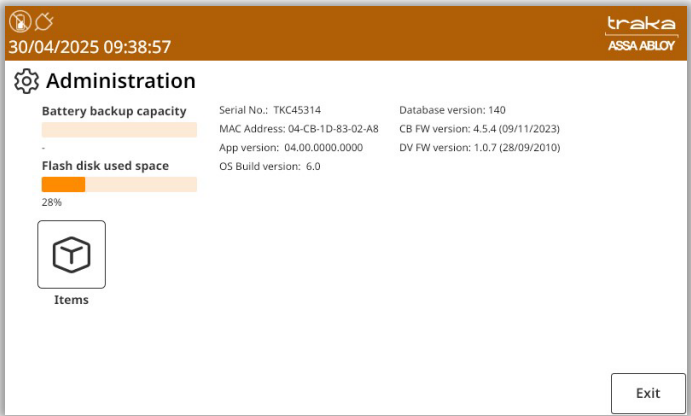 traka
30/04/2025 09:38:57
ASSA ABLOY
Administration
Battery backup capacity
-
Flash disk used space
28%
Serial No.: TKC45314
MAC Address: 04-CB-1D-83-02-A8
App version: 04.00.0000.0000
OS Build version: 6.0
Database version: 140
CB FW version: 4.5.4 (09/11/2023)
DV FW version: 1.0.7 (28/09/2010)
Items
Exit